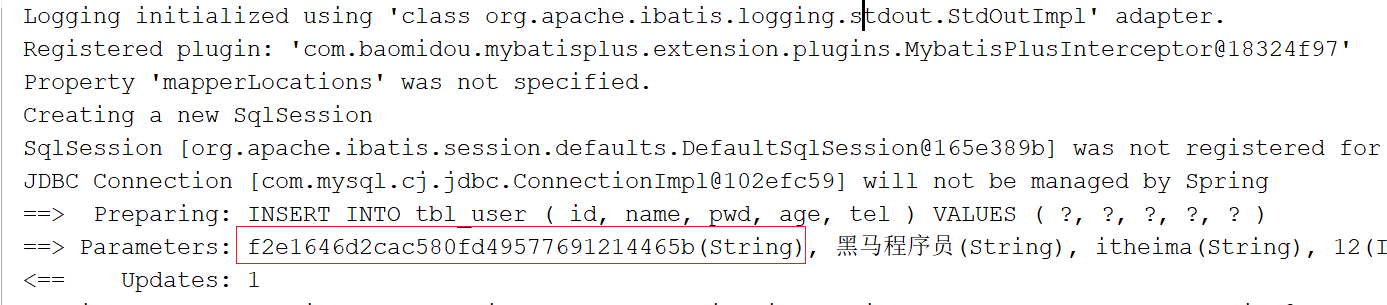 Logging initialized using 'class org.apache.ibatis.logging.stdout.StdOutImpl' adapter.
Registered plugin: 'com.baomidou.mybatisplus.extension.plugins.MybatisPlusInterceptor@18324f97'
Property 'mapperLocations' was not specified.
Creating a new SqlSession
SqlSession [org.apache.ibatis.session.defaults.DefaultSqlSession@165e389b] was not registered for
JDBC Connection [com.mysql.cj.jdbc.ConnectionImpl@102efc59] will not be managed by Spring
==>  Preparing: INSERT INTO tbl_user ( id, name, pwd, age, tel ) VALUES ( ?, ?, ?, ?, ? )
==> Parameters: f2e1646d2cac580fd49577691214465b(String), 黑马程序员(String), itheima(String), 12(I
<==    Updates: 1